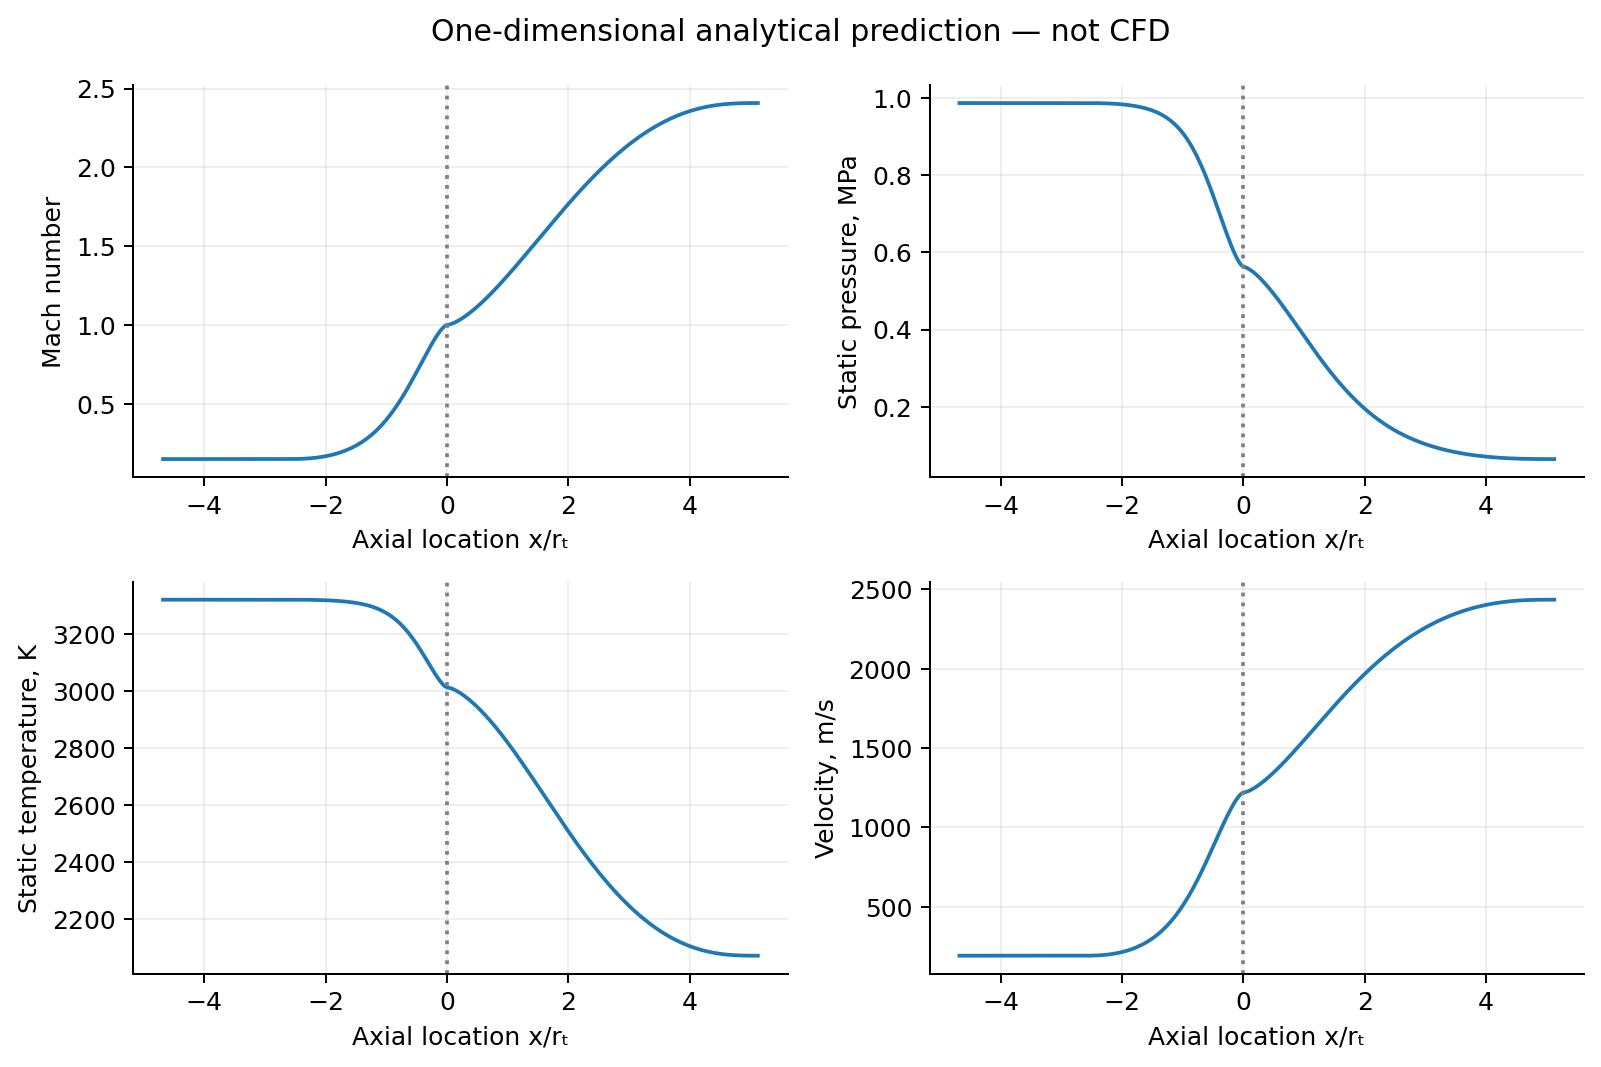 One-dimensional analytical prediction — not CFD
2.5
2.0
1.5
1.0
0.5
Mach number
−4 −2 0 2 4
Axial location x/rₜ
1.0
0.8
0.6
0.4
0.2
Static pressure, MPa
−4 −2 0 2 4
Axial location x/rₜ
3200
3000
2800
2600
2400
2200
Static temperature, K
−4 −2 0 2 4
Axial location x/rₜ
2500
2000
1500
1000
500
Velocity, m/s
−4 −2 0 2 4
Axial location x/rₜ